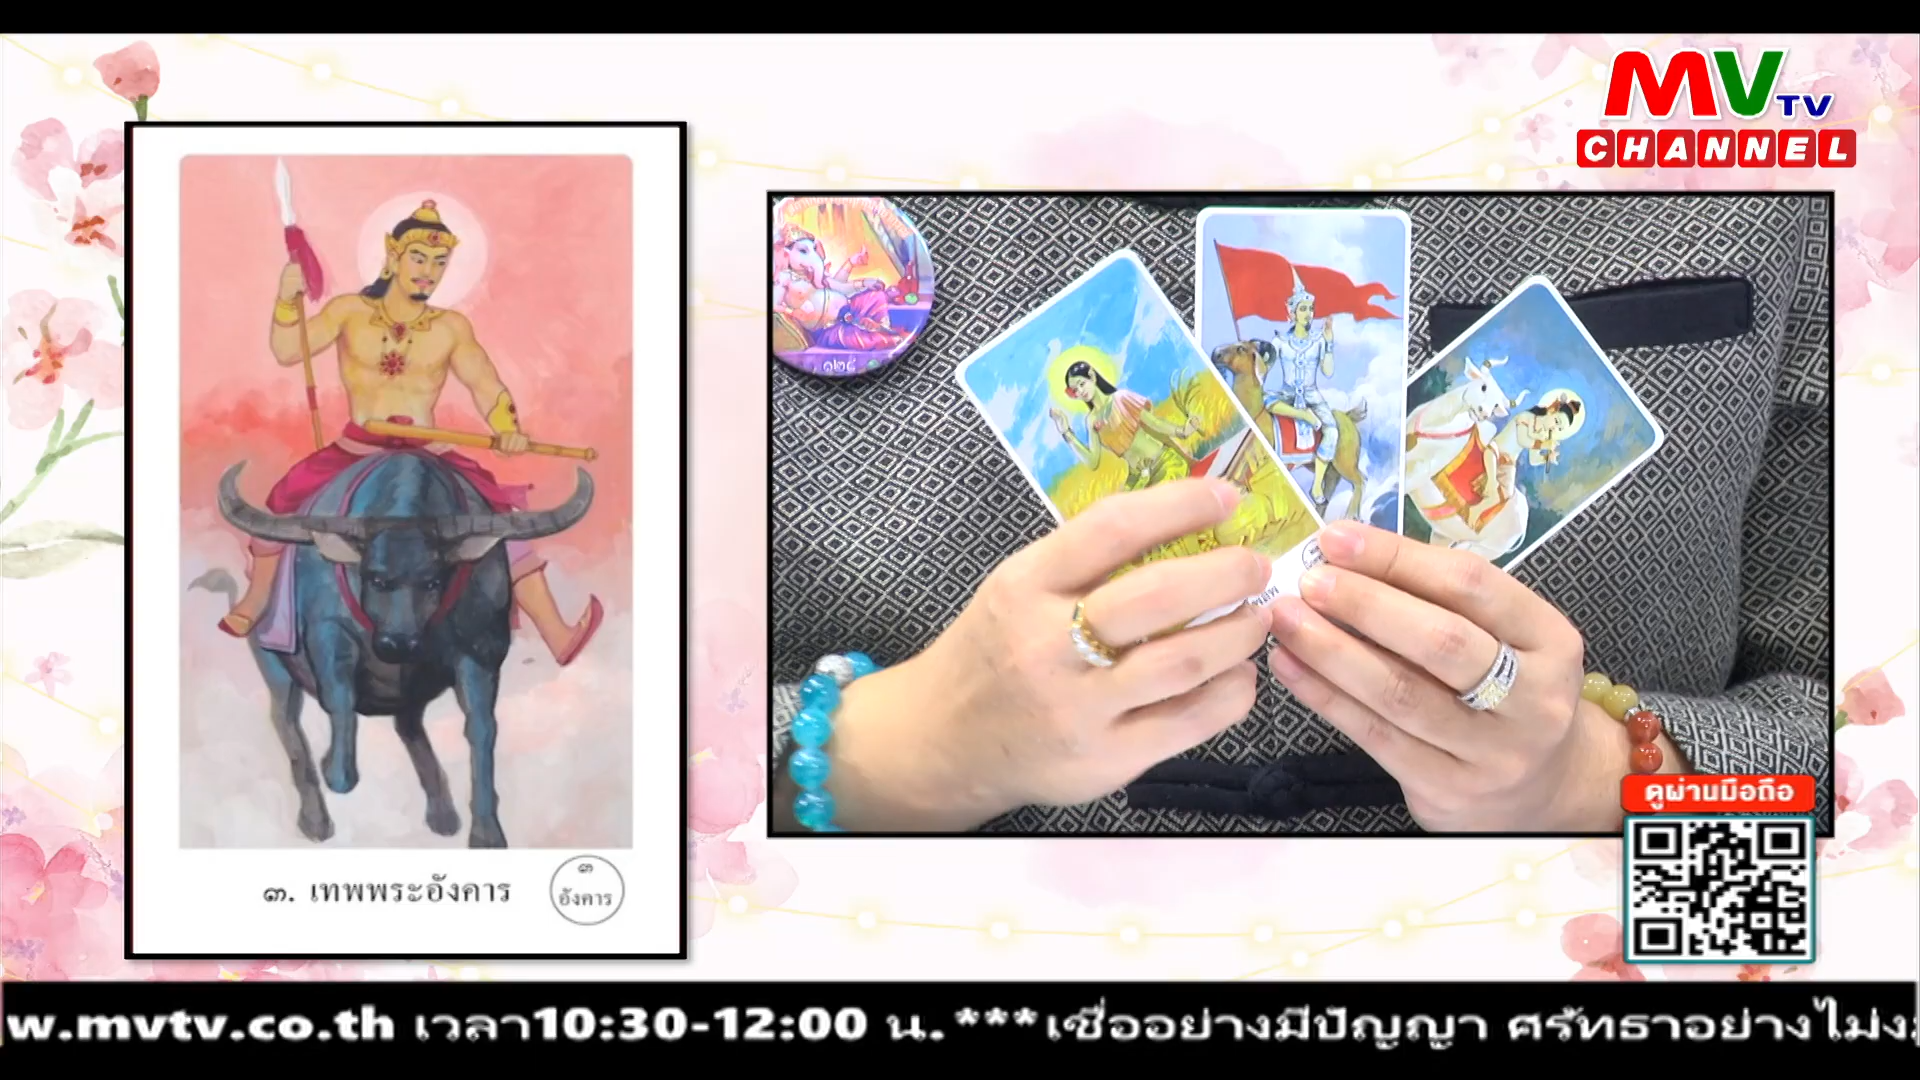 MVTV
CHANNEL
๑๒๕
๓. เทพพระอังคาร
๓
อังคาร
ดูผ่านมือถือ
w.mvtv.co.th เวลา10:30-12:00 น.***เชื่ออย่างมีปัญญา ศรัทธาอย่างไม่ง